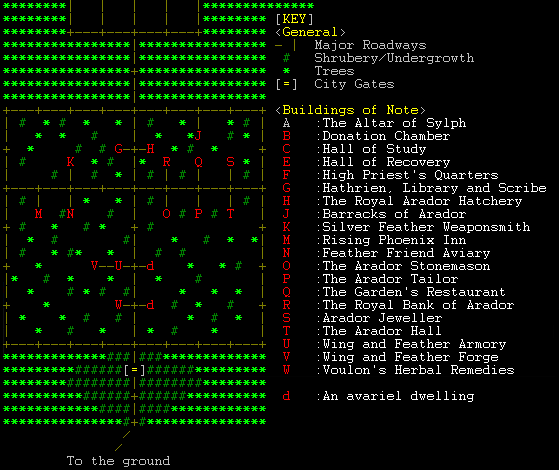 [KEY]
<General>
- | Major Roadways
# Shrubery/Undergrowth
* Trees
[=] City Gates
<Buildings of Note>
A :The Altar of Sylph
B :Donation Chamber
C :Hall of Study
E :Hall of Recovery
F :High Priest's Quarters
G :Hathrien, Library and Scribe
H :The Royal Arador Hatchery
J :Barracks of Arador
K :Silver Feather Weaponsmith
M :Rising Phoenix Inn
N :Feather Friend Aviary
O :The Arador Stonemason
P :The Arador Tailor
Q :The Garden's Restaurant
R :The Royal Bank of Arador
S :Arador Jeweller
T :The Arador Hall
U :Wing and Feather Armory
V :Wing and Feather Forge
W :Voulon's Herbal Remedies
d :An avariel dwelling
J
G--H
K R Q S
M N O P T
V--U--d
W--d
[=]
To the ground